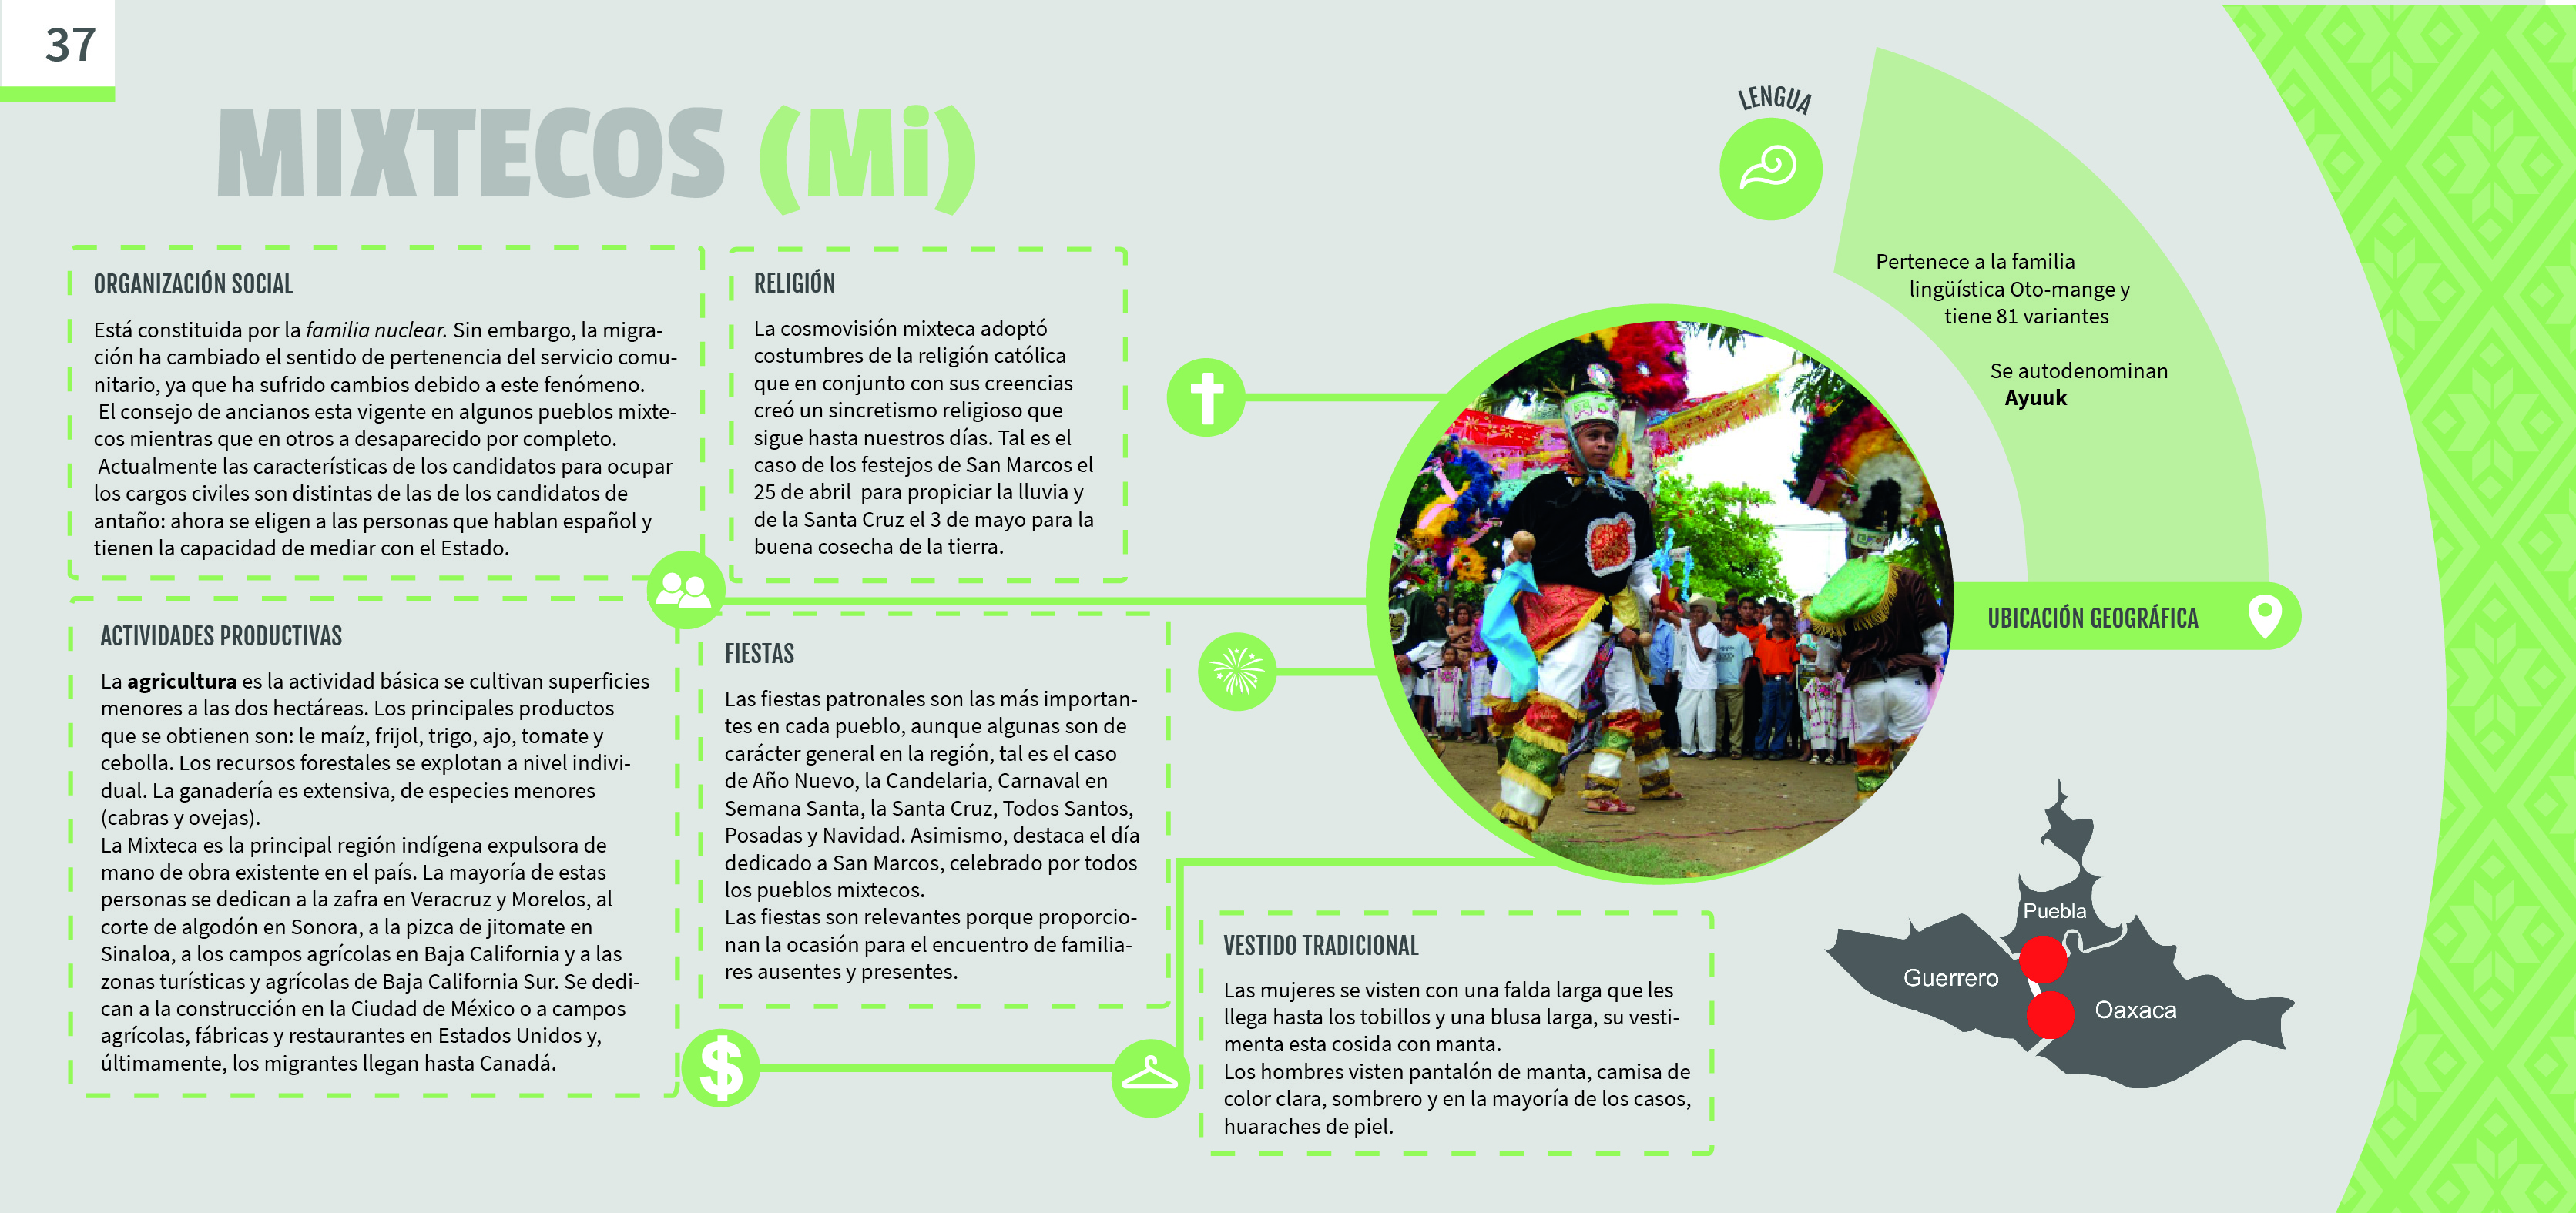 37
MIXTECOS (Mi)
ORGANIZACIÓN SOCIAL
Está constituida por la familia nuclear. Sin embargo, la migra-
ción ha cambiado el sentido de pertenencia del servicio comu-
nitario, ya que ha sufrido cambios debido a este fenómeno.
El consejo de ancianos esta vigente en algunos pueblos mixte-
cos mientras que en otros a desaparecido por completo.
Actualmente las características de los candidatos para ocupar
los cargos civiles son distintas de las de los candidatos de
antaño: ahora se eligen a las personas que hablan español y
tienen la capacidad de mediar con el Estado.
RELIGIÓN
La cosmovisión mixteca adoptó
costumbres de la religión católica
que en conjunto con sus creencias
creó un sincretismo religioso que
sigue hasta nuestros días. Tal es el
caso de los festejos de San Marcos el
25 de abril  para propiciar la lluvia y
de la Santa Cruz el 3 de mayo para la
buena cosecha de la tierra.
ACTIVIDADES PRODUCTIVAS
La agricultura es la actividad básica se cultivan superficies
menores a las dos hectáreas. Los principales productos
que se obtienen son: le maíz, frijol, trigo, ajo, tomate y
cebolla. Los recursos forestales se explotan a nivel indivi-
dual. La ganadería es extensiva, de especies menores
(cabras y ovejas).
La Mixteca es la principal región indígena expulsora de
mano de obra existente en el país. La mayoría de estas
personas se dedican a la zafra en Veracruz y Morelos, al
corte de algodón en Sonora, a la pizca de jitomate en
Sinaloa, a los campos agrícolas en Baja California y a las
zonas turísticas y agrícolas de Baja California Sur. Se dedi-
can a la construcción en la Ciudad de México o a campos
agrícolas, fábricas y restaurantes en Estados Unidos y,
últimamente, los migrantes llegan hasta Canadá.
FIESTAS
Las fiestas patronales son las más importan-
tes en cada pueblo, aunque algunas son de
carácter general en la región, tal es el caso
de Año Nuevo, la Candelaria, Carnaval en
Semana Santa, la Santa Cruz, Todos Santos,
Posadas y Navidad. Asimismo, destaca el día
dedicado a San Marcos, celebrado por todos
los pueblos mixtecos.
Las fiestas son relevantes porque proporcio-
nan la ocasión para el encuentro de familia-
res ausentes y presentes.
$
VESTIDO TRADICIONAL
Las mujeres se visten con una falda larga que les
llega hasta los tobillos y una blusa larga, su vesti-
menta esta cosida con manta.
Los hombres visten pantalón de manta, camisa de
color clara, sombrero y en la mayoría de los casos,
huaraches de piel.
LENGUA
Pertenece a la familia
lingüística Oto-mange y
tiene 81 variantes
Se autodenominan
Ayuuk
UBICACIÓN GEOGRÁFICA
Puebla
Guerrero
Oaxaca